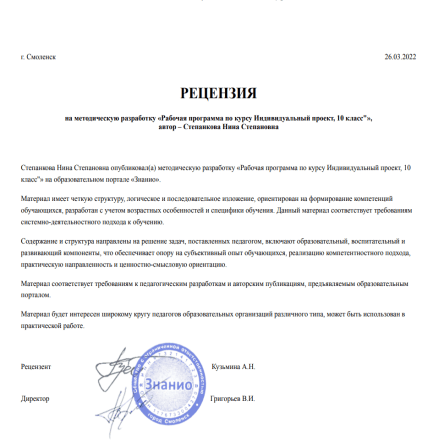 г. Смоленск
26.03.2022
РЕЦЕНЗИЯ
на методическую разработку «Рабочая программа по курсу Индивидуальный проект, 10 класс"»,
автор – Степанкова Нина Степановна
Степанкова Нина Степановна опубликовал(а) методическую разработку «Рабочая программа по курсу Индивидуальный проект, 10
класс"» на образовательном портале «Знанио».
Материал имеет четкую структуру, логическое и последовательное изложение, ориентирован на формирование компетенций
обучающихся, разработан с учетом возрастных особенностей и специфики обучения. Данный материал соответствует требованиям
системно-деятельностного подхода к обучению.
Содержание и структура направлены на решение задач, поставленных педагогом, включают образовательный, воспитательный и
развивающий компоненты, что обеспечивает опору на субъективный опыт обучающихся, реализацию компетентностного подхода,
практическую направленность и ценностно-смысловую ориентацию.
Материал соответствует требованиям к педагогическим разработкам и авторским публикациям, предъявляемым образовательным
порталом.
Материал будет интересен широкому кругу педагогов образовательных организаций различного типа, может быть использован в
практической работе.
Рецензент
Кузьмина А.Н.
Знанио
Директор
Григорьев В.И.
город Смоленск